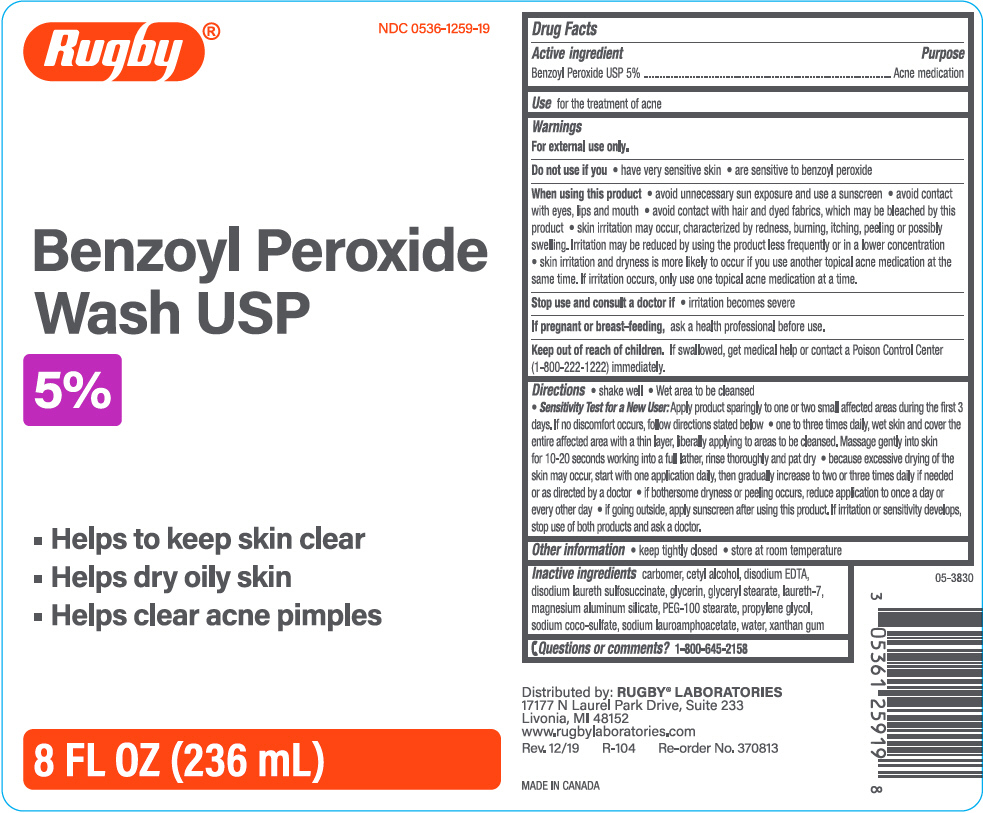 Rugby®
NDC 0536-1259-19
Benzoyl Peroxide
Wash USP
5%
▪ Helps to keep skin clear
▪ Helps dry oily skin
▪ Helps clear acne pimples
8 FL OZ (236 mL)
Drug Facts
Active ingredient Purpose
Benzoyl Peroxide USP 5% ........ Acne medication
Use for the treatment of acne
Warnings
For external use only.
Do not use if you • have very sensitive skin • are sensitive to benzoyl peroxide
When using this product • avoid unnecessary sun exposure and use a sunscreen • avoid contact
with eyes, lips and mouth • avoid contact with hair and dyed fabrics, which may be bleached by this
product • skin irritation may occur, characterized by redness, burning, itching, peeling or possibly
swelling. Irritation may be reduced by using the product less frequently or in a lower concentration
• skin irritation and dryness is more likely to occur if you use another topical acne medication at the
same time. If irritation occurs, only use one topical acne medication at a time.
Stop use and consult a doctor if • irritation becomes severe
If pregnant or breast-feeding, ask a health professional before use.
Keep out of reach of children. If swallowed, get medical help or contact a Poison Control Center
(1-800-222-1222) immediately.
Directions • shake well • Wet area to be cleansed
• Sensitivity Test for a New User: Apply product sparingly to one or two small affected areas during the first 3
days. If no discomfort occurs, follow directions stated below • one to three times daily, wet skin and cover the
entire affected area with a thin layer, liberally applying to areas to be cleansed. Massage gently into skin
for 10-20 seconds working into a full lather, rinse thoroughly and pat dry • because excessive drying of the
skin may occur, start with one application daily, then gradually increase to two or three times daily if needed
or as directed by a doctor • if bothersome dryness or peeling occurs, reduce application to once a day or
every other day • if going outside, apply sunscreen after using this product. If irritation or sensitivity develops,
stop use of both products and ask a doctor.
Other information • keep tightly closed • store at room temperature
Inactive ingredients carbomer, cetyl alcohol, disodium EDTA,
disodium laureth sulfosuccinate, glycerin, glyceryl stearate, laureth-7,
magnesium aluminum silicate, PEG-100 stearate, propylene glycol,
sodium coco-sulfate, sodium lauroamphoacetate, water, xanthan gum
Questions or comments? 1-800-645-2158
05-3830
3 05361 25919 8
Distributed by: RUGBY® LABORATORIES
17177 N Laurel Park Drive, Suite 233
Livonia, MI 48152
www.rugbylaboratories.com
Rev. 12/19 R-104 Re-order No. 370813
MADE IN CANADA